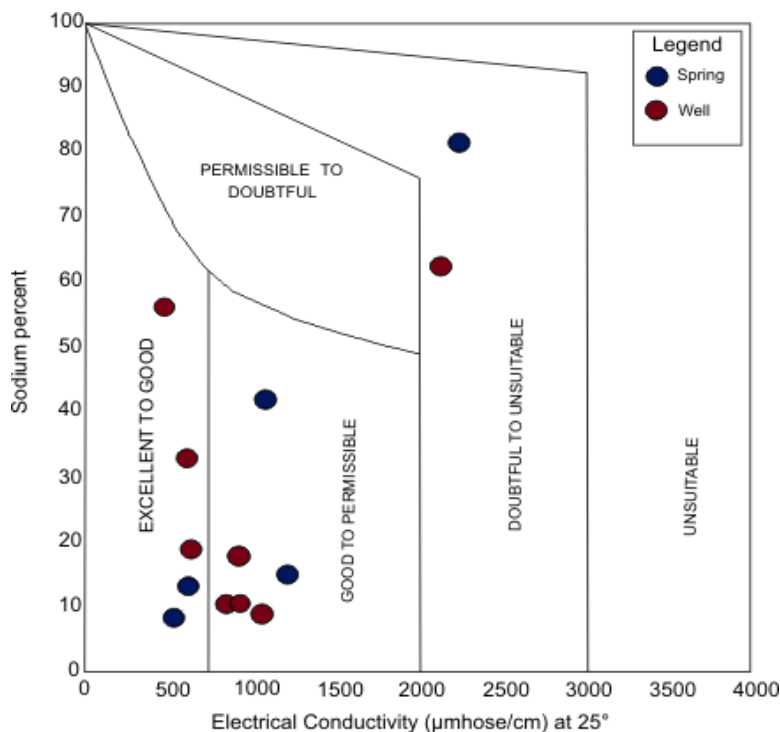 100
90
80
70
60
50
40
30
20
10
0
Sodium percent
Legend
Spring
Well
PERMISSIBLE TO
DOUBTFUL
EXCELLENT TO GOOD
GOOD TO PERMISSIBLE
DOUBTFUL TO UNSUITABLE
UNSUITABLE
0 500 1000 1500 2000 2500 3000 3500 4000
Electrical Conductivity (µmhose/cm) at 25°